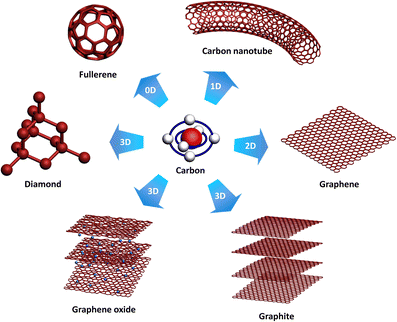 Fullerene
Carbon nanotube
0D
1D
3D
2D
Diamond
Carbon
Graphene
3D
3D
Graphene oxide
Graphite